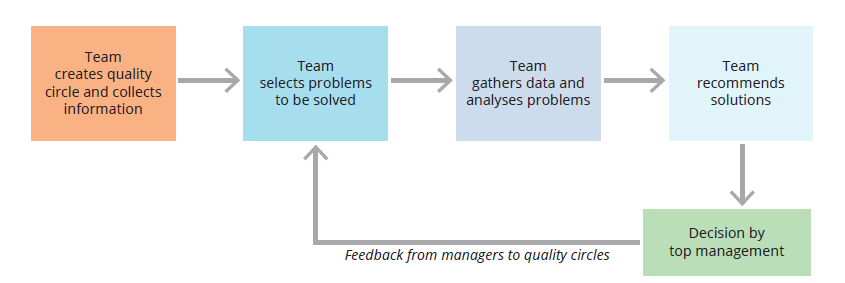 Team
creates quality
circle and collects
information
Team
selects problems
to be solved
Team
gathers data and
analyses problems
Team
recommends
solutions
Decision by
top management
Feedback from managers to quality circles